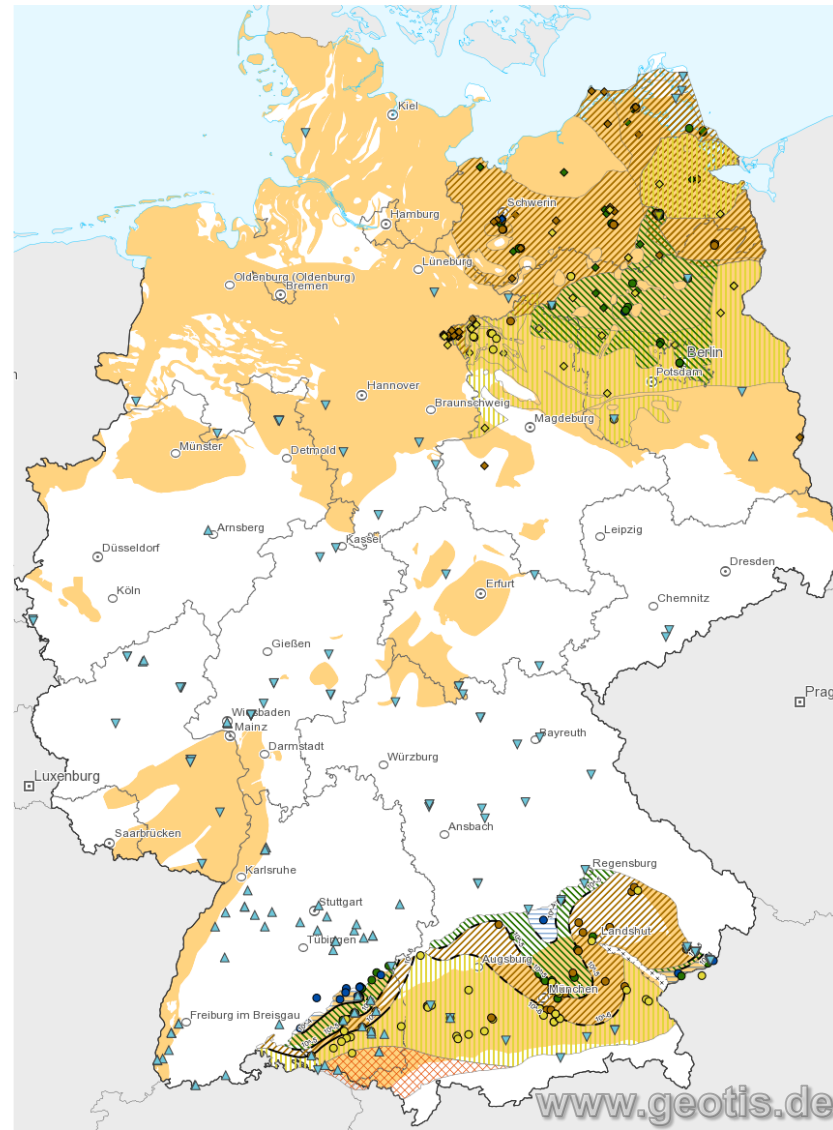 Kiel
Schwerin
Hamburg
Lüneburg
Oldenburg (Oldenburg)
Bremen
Berlin
Potsdam
Hannover
Braunschweig
Magdeburg
Münster
Detmold
Arnsberg
Kassel
Leipzig
Düsseldorf
Dresden
Köln
Erfurt
Chemnitz
Gießen
Prag
Wiesbaden
Mainz
Bayreuth
Darmstadt
Würzburg
Luxenburg
Saarbrucken
Ansbach
Regensburg
Karlsruhe
Stuttgart
Landshut
Tübingen
Augsburg
München
Freiburg im Breisgau
www.geotis.de